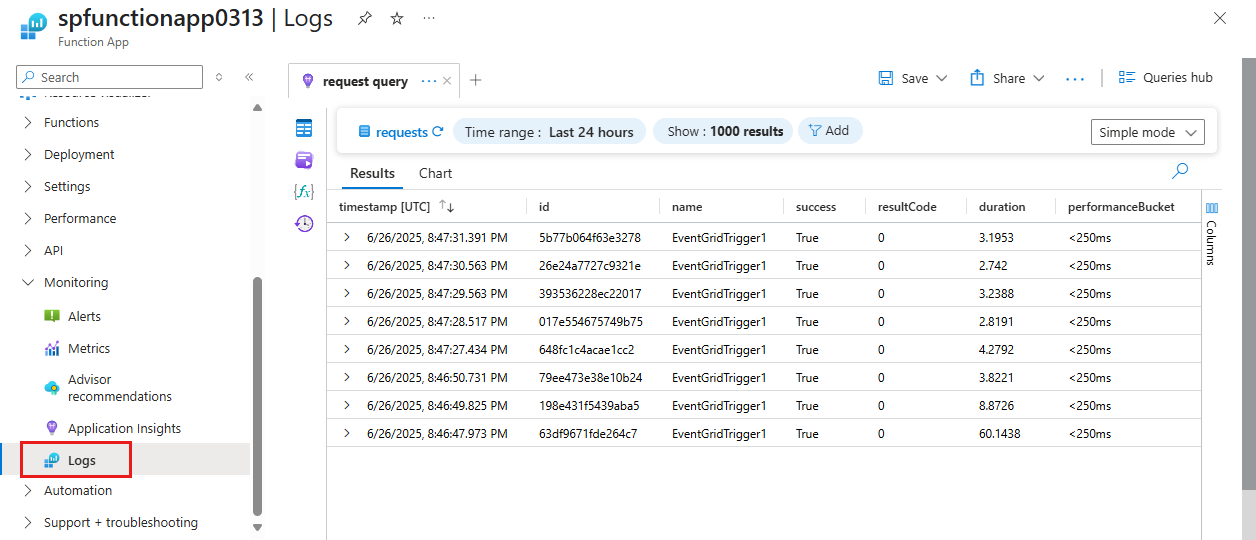 spfunctionapp0313 | Logs
Function App
Search
Functions
Deployment
Settings
Performance
API
Monitoring
Alerts
Metrics
Advisor
recommendations
Application Insights
Logs
Automation
Support + troubleshooting
request query
Save Share Queries hub
requests Time range : Last 24 hours Show : 1000 results Add Simple mode
Results Chart
timestamp [UTC] id name success resultCode duration performanceBucket
6/26/2025, 8:47:31.391 PM 5b77b064f63e3278 EventGridTrigger1 True 0 3.1953 <250ms
6/26/2025, 8:47:30.563 PM 26e24a7727c9321e EventGridTrigger1 True 0 2.742 <250ms
6/26/2025, 8:47:29.563 PM 393536228ec22017 EventGridTrigger1 True 0 3.2388 <250ms
6/26/2025, 8:47:28.517 PM 017e554675749b75 EventGridTrigger1 True 0 2.8191 <250ms
6/26/2025, 8:47:27.434 PM 648fc1c4acae1cc2 EventGridTrigger1 True 0 4.2792 <250ms
6/26/2025, 8:46:50.731 PM 79ee473e38e10b24 EventGridTrigger1 True 0 3.8221 <250ms
6/26/2025, 8:46:49.825 PM 198e431f5439aba5 EventGridTrigger1 True 0 8.8726 <250ms
6/26/2025, 8:46:47.973 PM 63df9671fde264c7 EventGridTrigger1 True 0 60.1438 <250ms
Columns